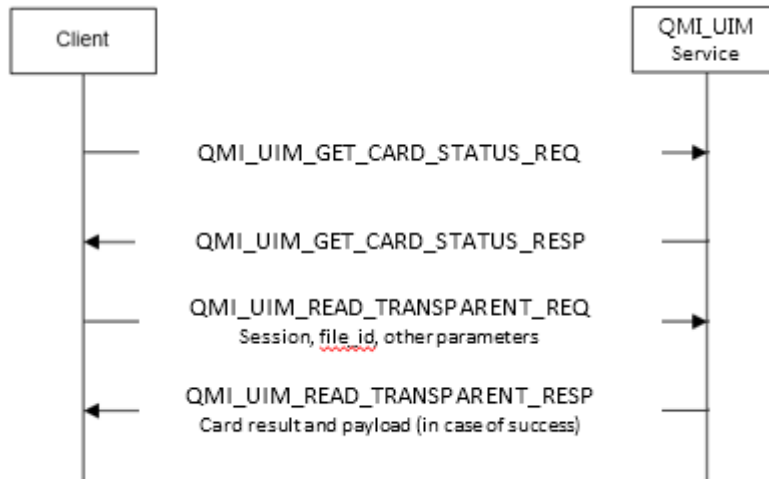 Client
QMI_UIM
Service
QMI_UIM_GET_CARD_STATUS_REQ
QMI_UIM_GET_CARD_STATUS_RESP
QMI_UIM_READ_TRANSPARENT_REQ
Session, file_id, other parameters
QMI_UIM_READ_TRANSPARENT_RESP
Card result and payload (in case of success)